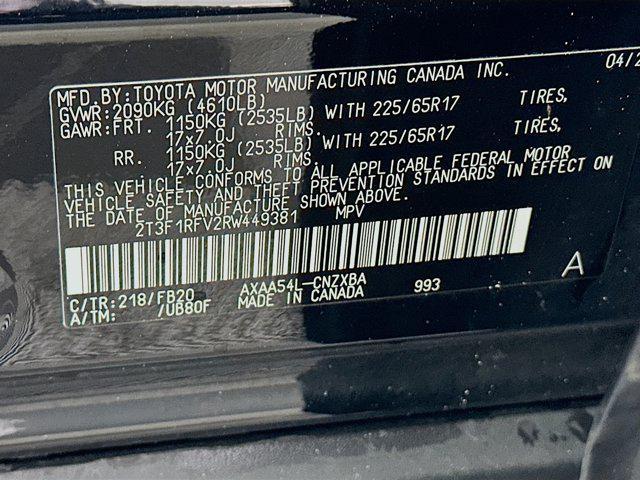 MFD. BY: TOYOTA MOTOR MANUFACTURING CANADA INC. 04/2
GVWR: 2090KG (4610LB)
GAWR: FRT. 1150KG (2535LB) WITH 225/65R17 TIRES,
17x7.0J RIMS.
RR. 1150KG (2535LB) WITH 225/65R17 TIRES,
17x7.0J RIMS.
THIS VEHICLE CONFORMS TO ALL APPLICABLE FEDERAL MOTOR
VEHICLE SAFETY AND THEFT PREVENTION STANDARDS IN EFFECT ON
THE DATE OF MANUFACTURE SHOWN ABOVE.
2T3F1RFV2RW449381 MPV
C/TR: 218/FB20 AXAA54L-CNZXBA 993 A
A/TM: /UB80F MADE IN CANADA